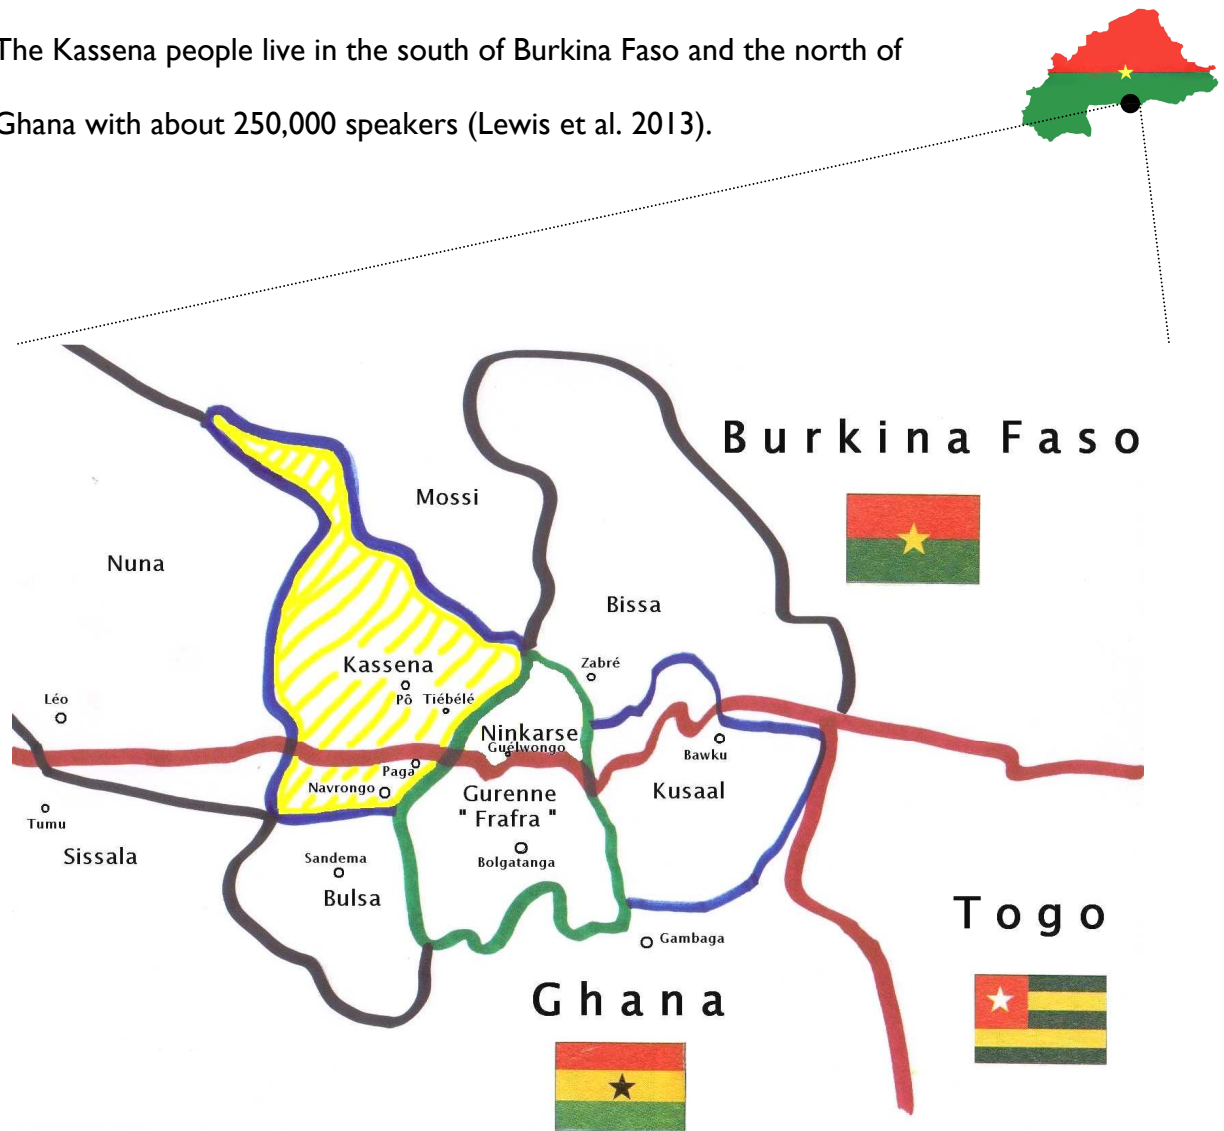 The Kassena people live in the south of Burkina Faso and the north of
Ghana with about 250,000 speakers (Lewis et al. 2013).
Burkina Faso
Mossi
Nuna
Bissa
Kassena
Zabré
Pô
Tiébélé
Léo
Ninkarse
Guélwongo
Bawku
Paga
Navrongo
Gurenne
" Frafra "
Kusaal
Tumu
Sissala
Sandema
Bolgatanga
Bulsa
Togo
Gambaga
Ghana